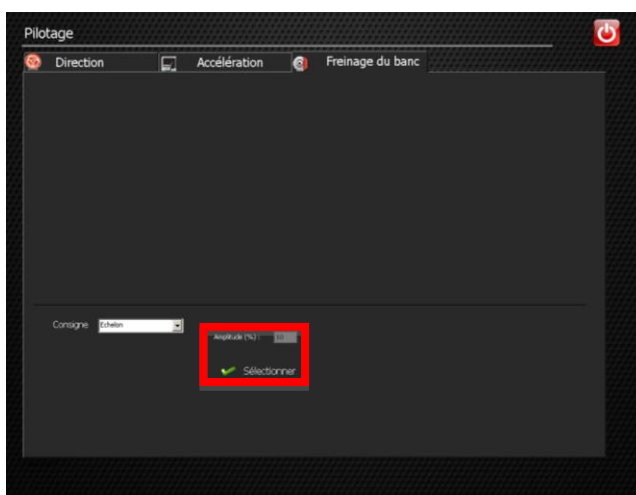 Pilotage
Direction Accélération Freinage du banc
Consigne Echelon
Amplitude (%) :
Sélectionner